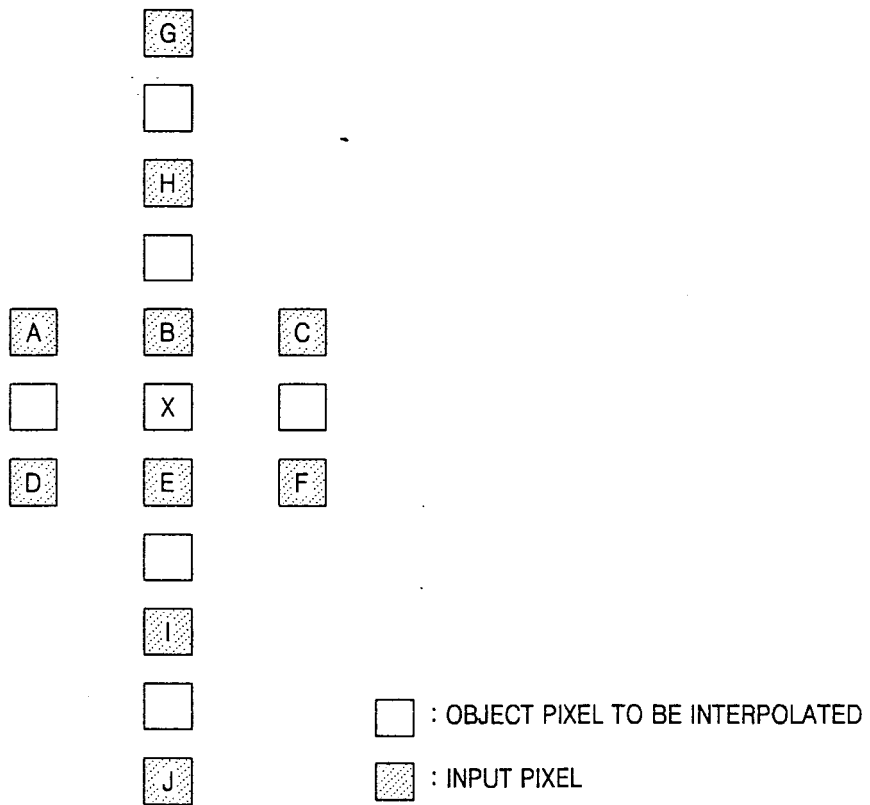 G
H
A B C
X
D E F
I
: OBJECT PIXEL TO BE INTERPOLATED
J : INPUT PIXEL